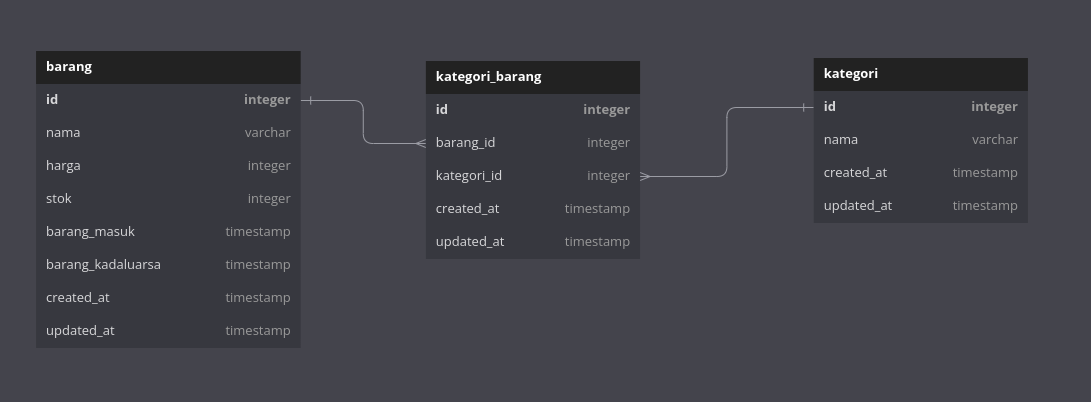 barang
id integer
nama varchar
harga integer
stok integer
barang_masuk timestamp
barang_kadaluarsa timestamp
created_at timestamp
updated_at timestamp
kategori_barang
id integer
barang_id integer
kategori_id integer
created_at timestamp
updated_at timestamp
kategori
id integer
nama varchar
created_at timestamp
updated_at timestamp